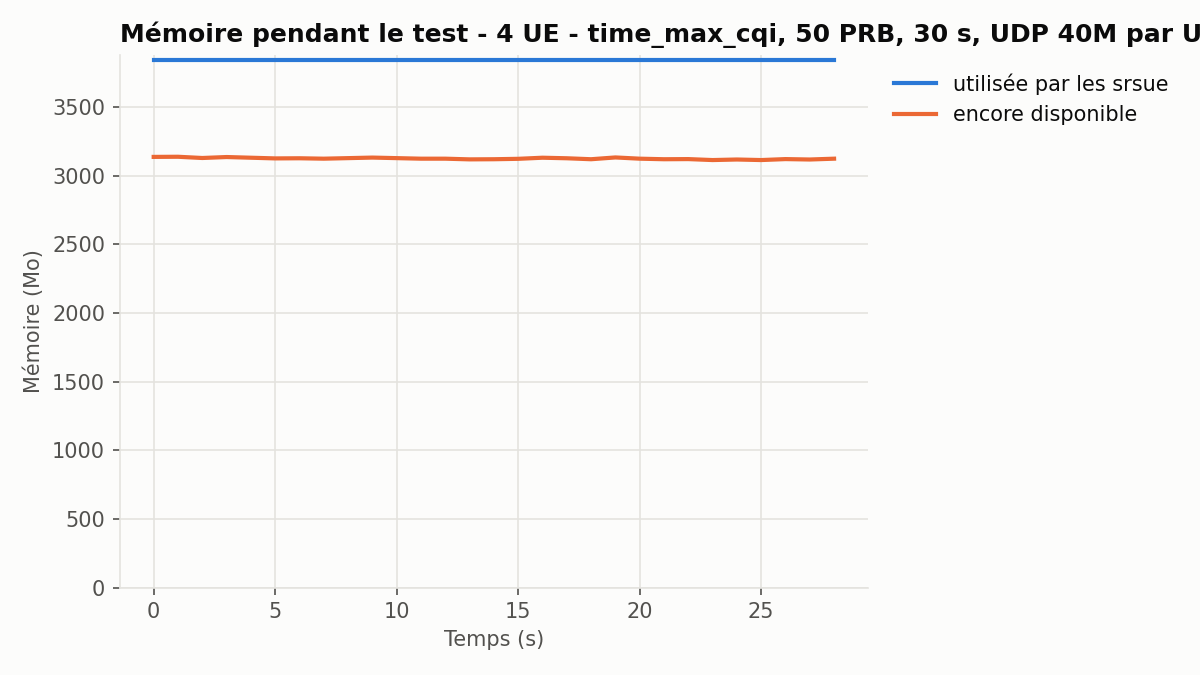 Mémoire pendant le test - 4 UE - time_max_cqi, 50 PRB, 30 s, UDP 40M par U
utilisée par les srsue
encore disponible
Mémoire (Mo)
3500
3000
2500
2000
1500
1000
500
0
0 5 10 15 20 25
Temps (s)